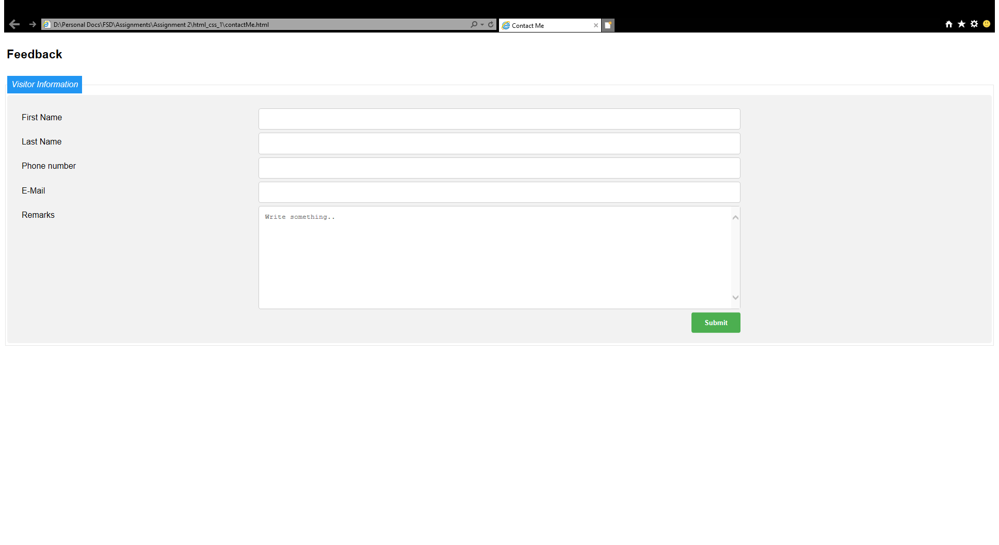 D:\Personal Docs\FSD\Assignments\Assignment 2\html_css_1\contactMe.html
Contact Me
Feedback
Visitor Information
First Name
Last Name
Phone number
E-Mail
Remarks
Write something..
Submit